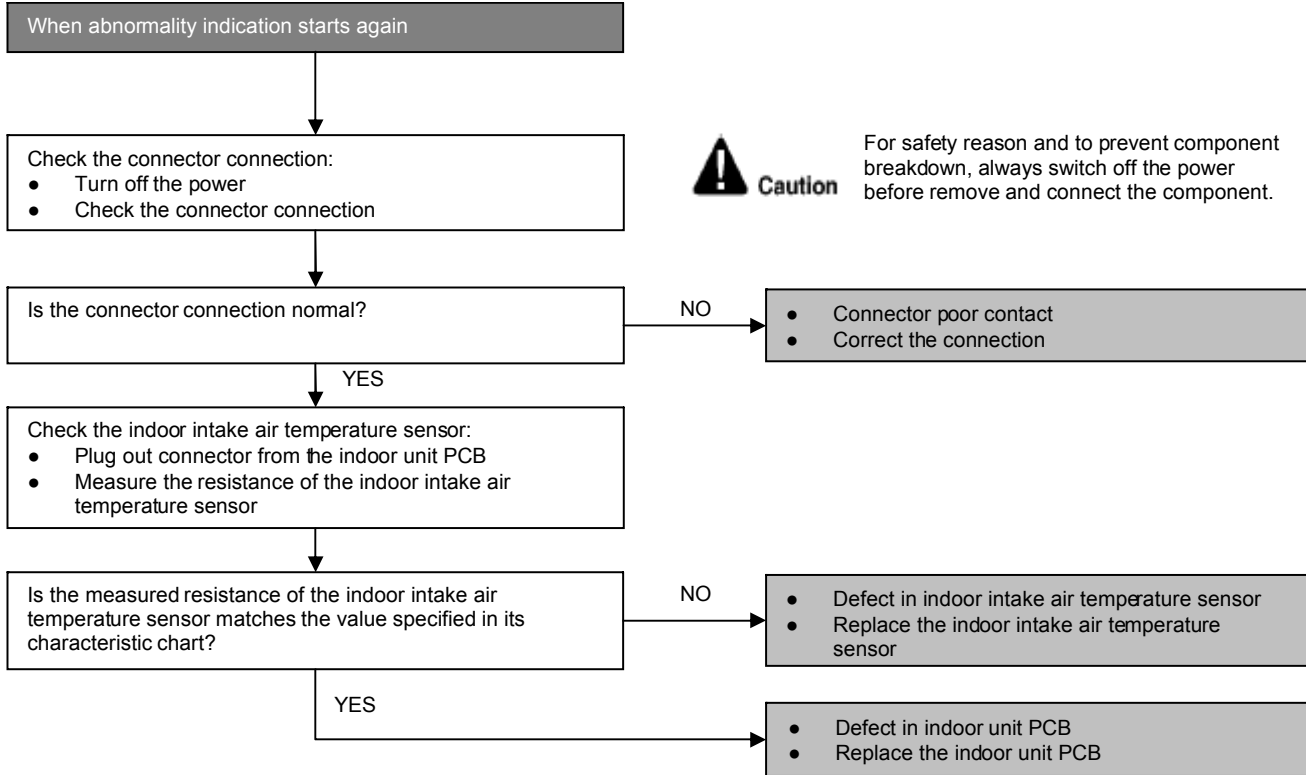 When abnormality indication starts again
Check the connector connection:
● Turn off the power
● Check the connector connection
Caution
For safety reason and to prevent component
breakdown, always switch off the power
before remove and connect the component.
Is the connector connection normal?
NO
● Connector poor contact
● Correct the connection
YES
Check the indoor intake air temperature sensor:
● Plug out connector from the indoor unit PCB
● Measure the resistance of the indoor intake air
temperature sensor
Is the measured resistance of the indoor intake air
temperature sensor matches the value specified in its
characteristic chart?
NO
● Defect in indoor intake air temperature sensor
● Replace the indoor intake air temperature
sensor
YES
● Defect in indoor unit PCB
● Replace the indoor unit PCB